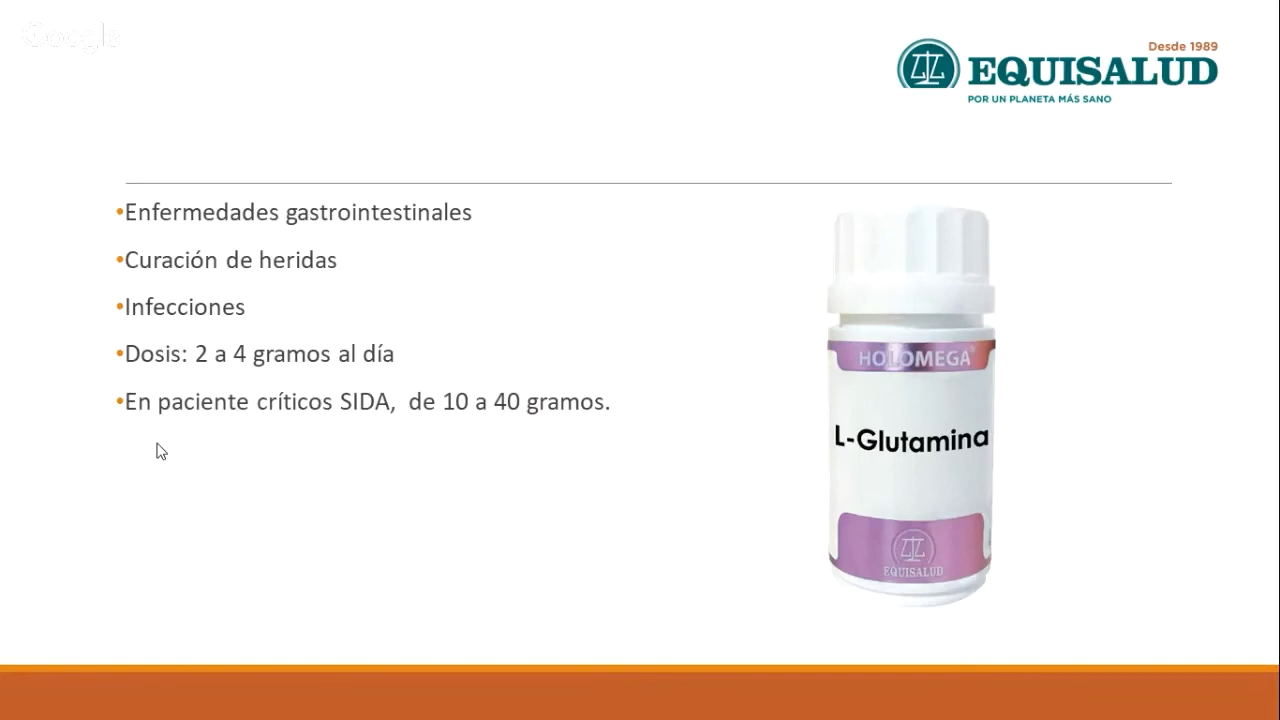 Google
Desde 1989
EQUISALUD
POR UN PLANETA MÁS SANO
•Enfermedades gastrointestinales
•Curación de heridas
•Infecciones
•Dosis: 2 a 4 gramos al día
•En paciente críticos SIDA,  de 10 a 40 gramos.
HOLOMEGA®
L-Glutamina
EQUISALUD